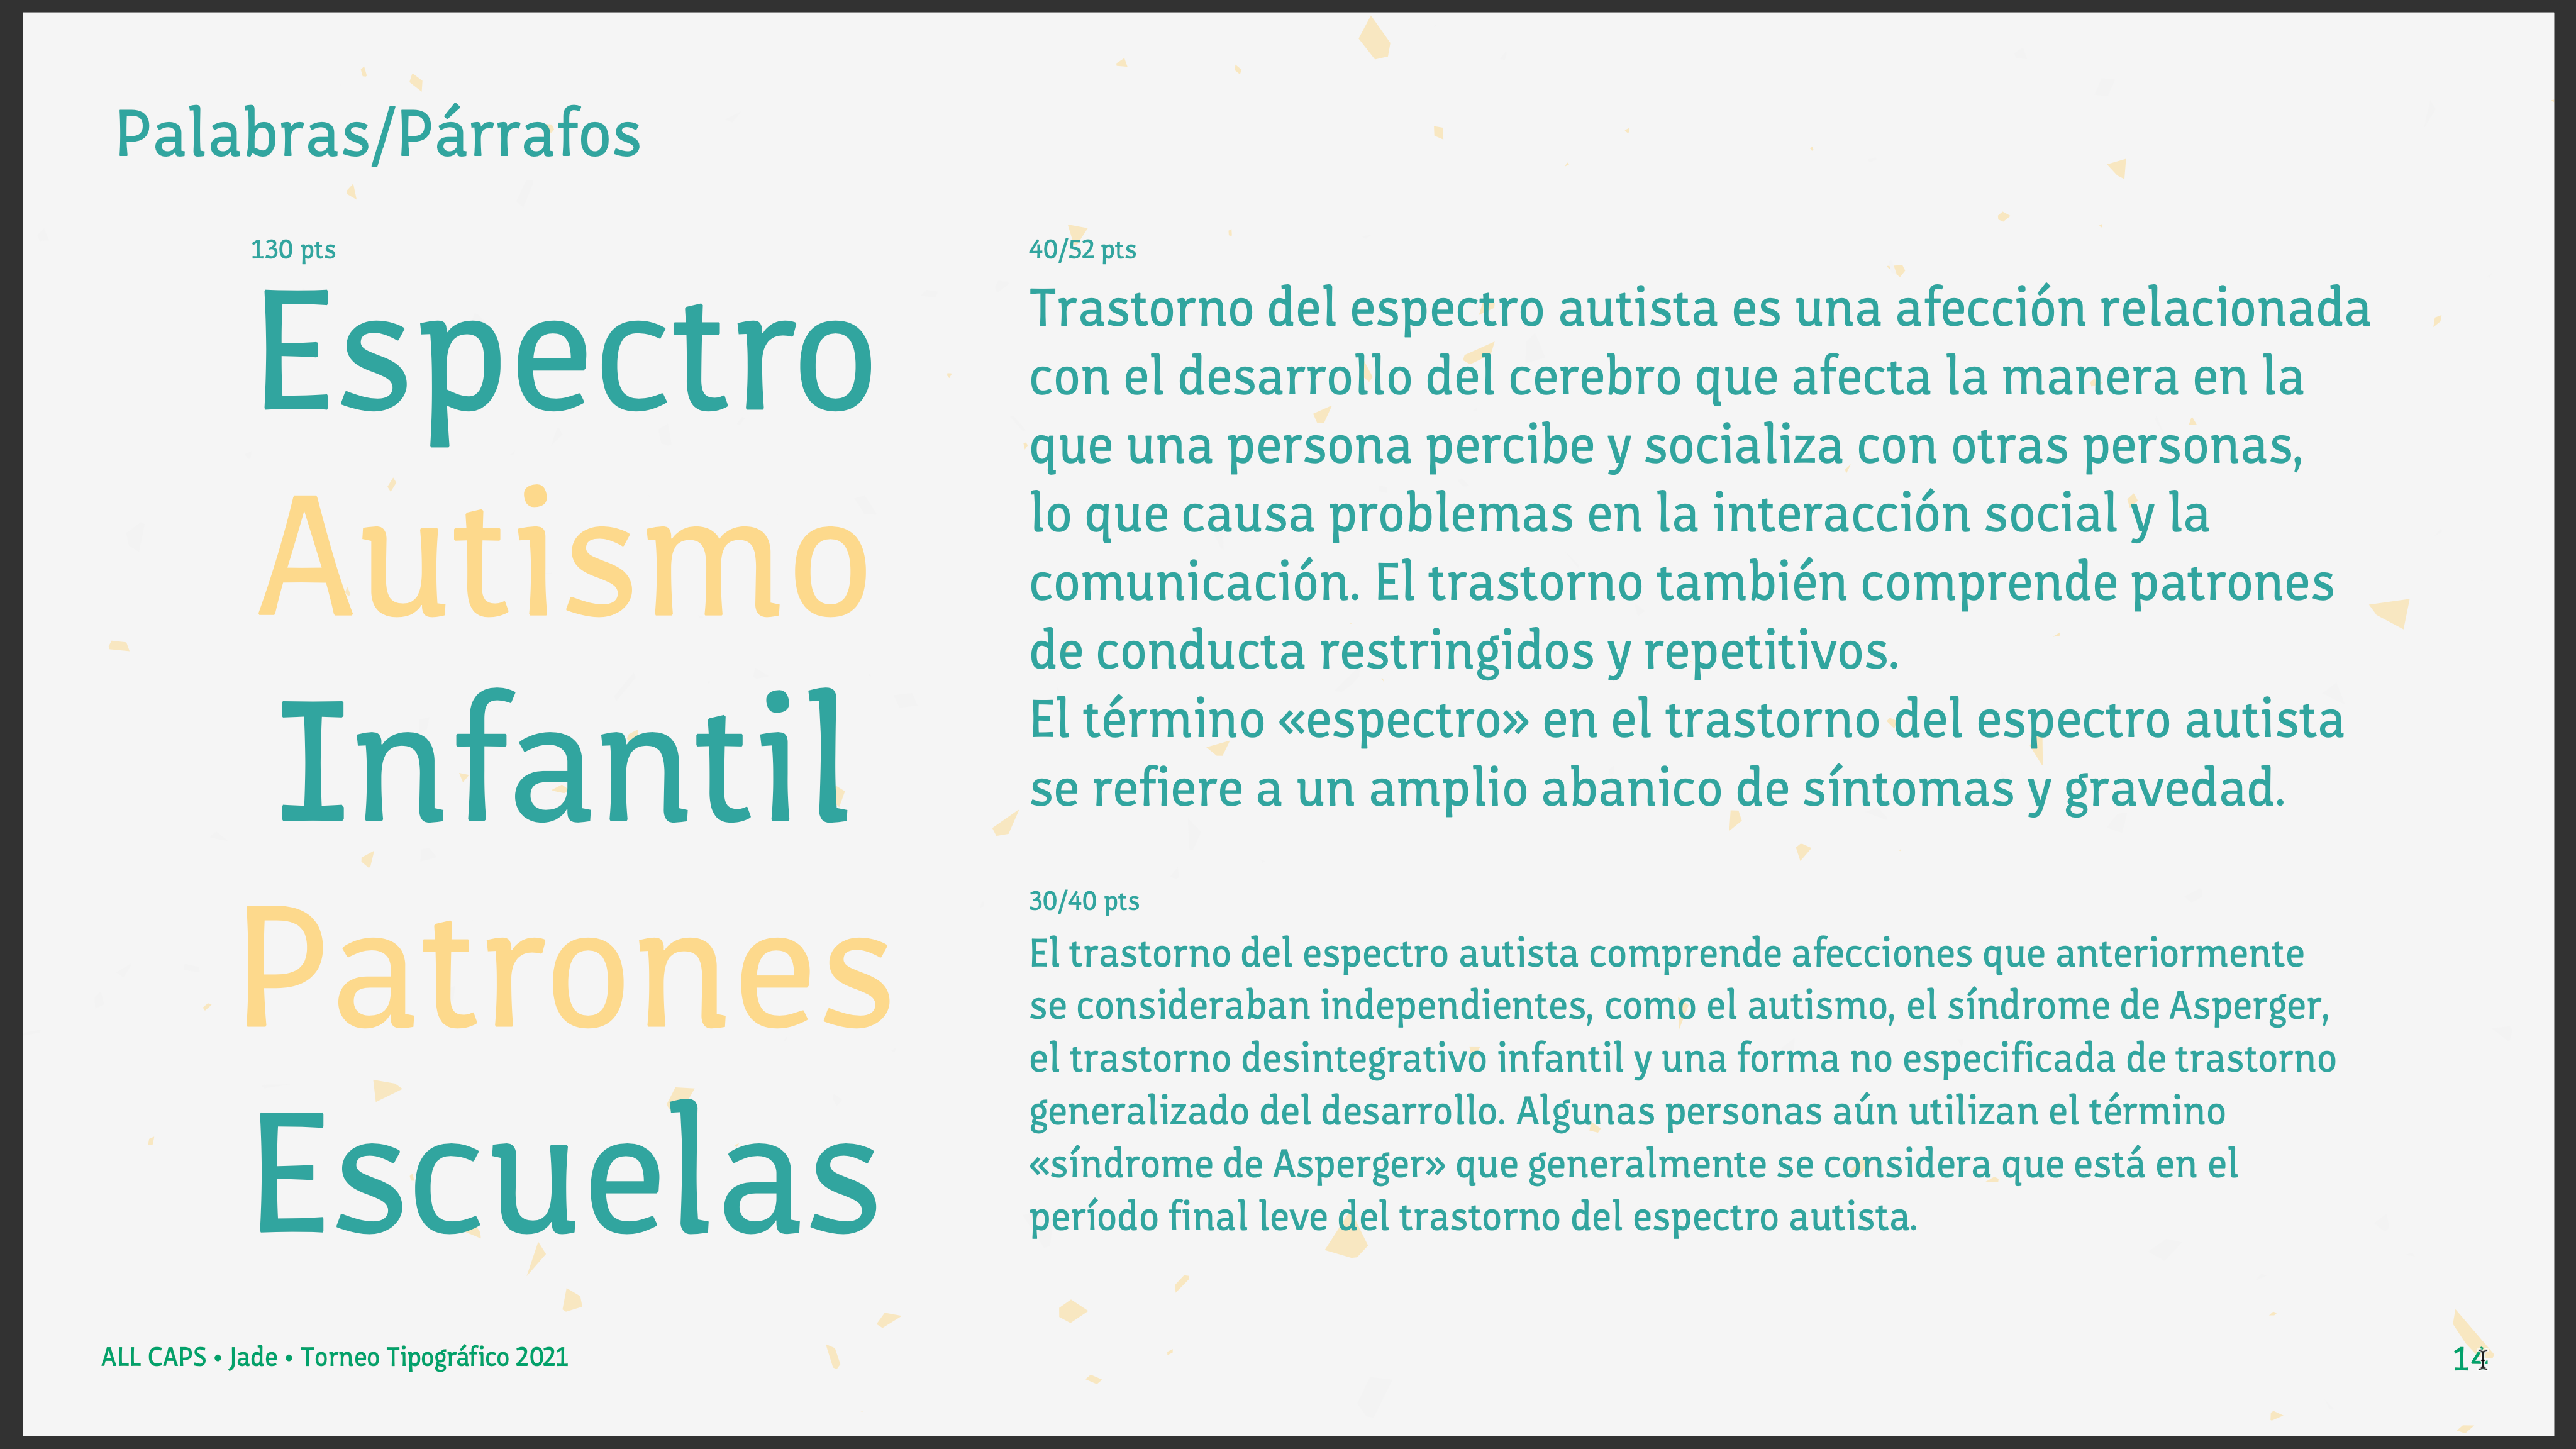 Palabras/Párrafos
130 pts
Espectro
Autismo
Infantil
Patrones
Escuelas
40/52 pts
Trastorno del espectro autista es una afección relacionada
con el desarrollo del cerebro que afecta la manera en la
que una persona percibe y socializa con otras personas,
lo que causa problemas en la interacción social y la
comunicación. El trastorno también comprende patrones
de conducta restringidos y repetitivos.
El término «espectro» en el trastorno del espectro autista
se refiere a un amplio abanico de síntomas y gravedad.
30/40 pts
El trastorno del espectro autista comprende afecciones que anteriormente
se consideraban independientes, como el autismo, el síndrome de Asperger,
el trastorno desintegrativo infantil y una forma no especificada de trastorno
generalizado del desarrollo. Algunas personas aún utilizan el término
«síndrome de Asperger» que generalmente se considera que está en el
período final leve del trastorno del espectro autista.
ALL CAPS • Jade • Torneo Tipográfico 2021
14